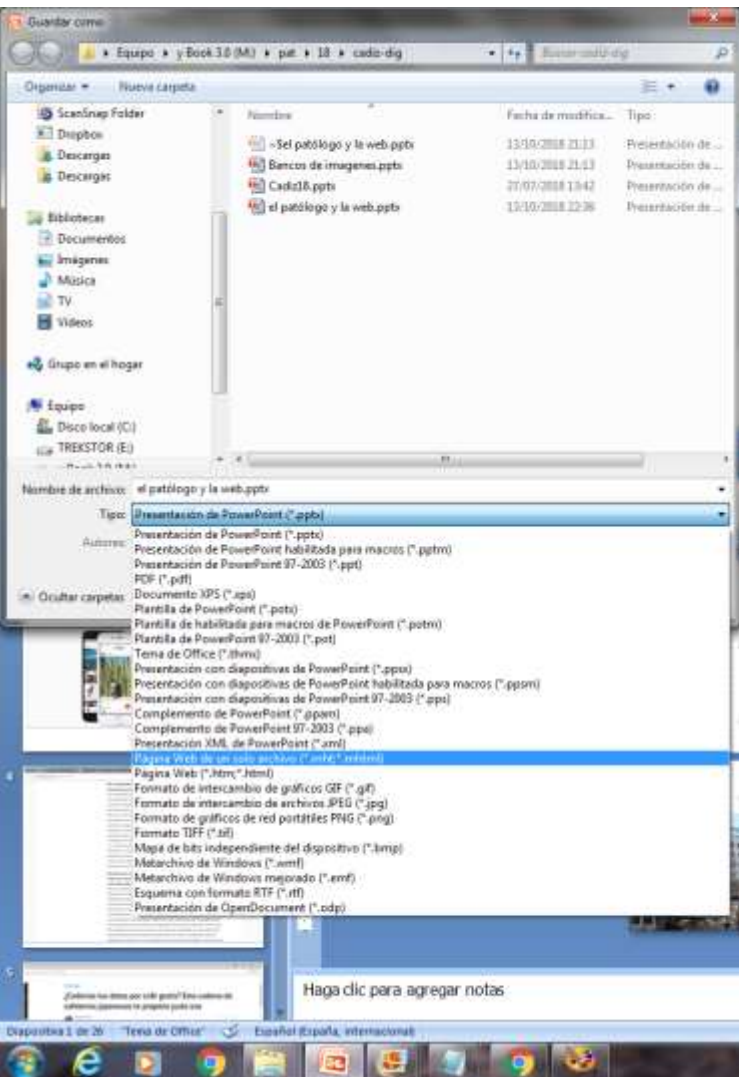 Guardar como
Equipo ▸ y Book 3.0 (M:) ▸ pat ▸ 18 ▸ cadiz-dig
Buscar cadiz-dig
Organizar
Nueva carpeta
ScanSnap Folder
Dropbox
Descargas
Descargas
Bibliotecas
Documentos
Imágenes
Música
TV
Vídeos
Grupo en el hogar
Equipo
Disco local (C:)
TREKSTOR (E:)
Nombre
Fecha de modifica...
Tipo
~$el patólogo y la web.pptx
13/10/2018 21:13
Presentación de ...
Bancos de imagenes.pptx
13/10/2018 21:13
Presentación de ...
Cadiz18.pptx
27/07/2018 13:42
Presentación de ...
el patólogo y la web.pptx
13/10/2018 22:36
Presentación de ...
Nombre de archivo: el patólogo y la web.pptx
Tipo: Presentación de PowerPoint (*.pptx)
Autores:
Ocultar carpetas
Presentación de PowerPoint (*.pptx)
Presentación de PowerPoint habilitada para macros (*.pptm)
Presentación de PowerPoint 97-2003 (*.ppt)
PDF (*.pdf)
Documento XPS (*.xps)
Plantilla de PowerPoint (*.potx)
Plantilla de habilitada para macros de PowerPoint (*.potm)
Plantilla de PowerPoint 97-2003 (*.pot)
Tema de Office (*.thmx)
Presentación con diapositivas de PowerPoint (*.ppsx)
Presentación con diapositivas de PowerPoint habilitada para macros (*.ppsm)
Presentación con diapositivas de PowerPoint 97-2003 (*.pps)
Complemento de PowerPoint (*.ppam)
Complemento de PowerPoint 97-2003 (*.ppa)
Presentación XML de PowerPoint (*.xml)
Página Web de un solo archivo (*.mht;*.mhtml)
Página Web (*.htm;*.html)
Formato de intercambio de gráficos GIF (*.gif)
Formato de intercambio de archivos JPEG (*.jpg)
Formato de gráficos de red portátiles PNG (*.png)
Formato TIFF (*.tif)
Mapa de bits independiente del dispositivo (*.bmp)
Metarchivo de Windows (*.wmf)
Metarchivo de Windows mejorado (*.emf)
Esquema con formato RTF (*.rtf)
Presentación de OpenDocument (*.odp)
4
5
Haga clic para agregar notas
Diapositiva 1 de 26
"Tema de Office"
Español (España, internacional)